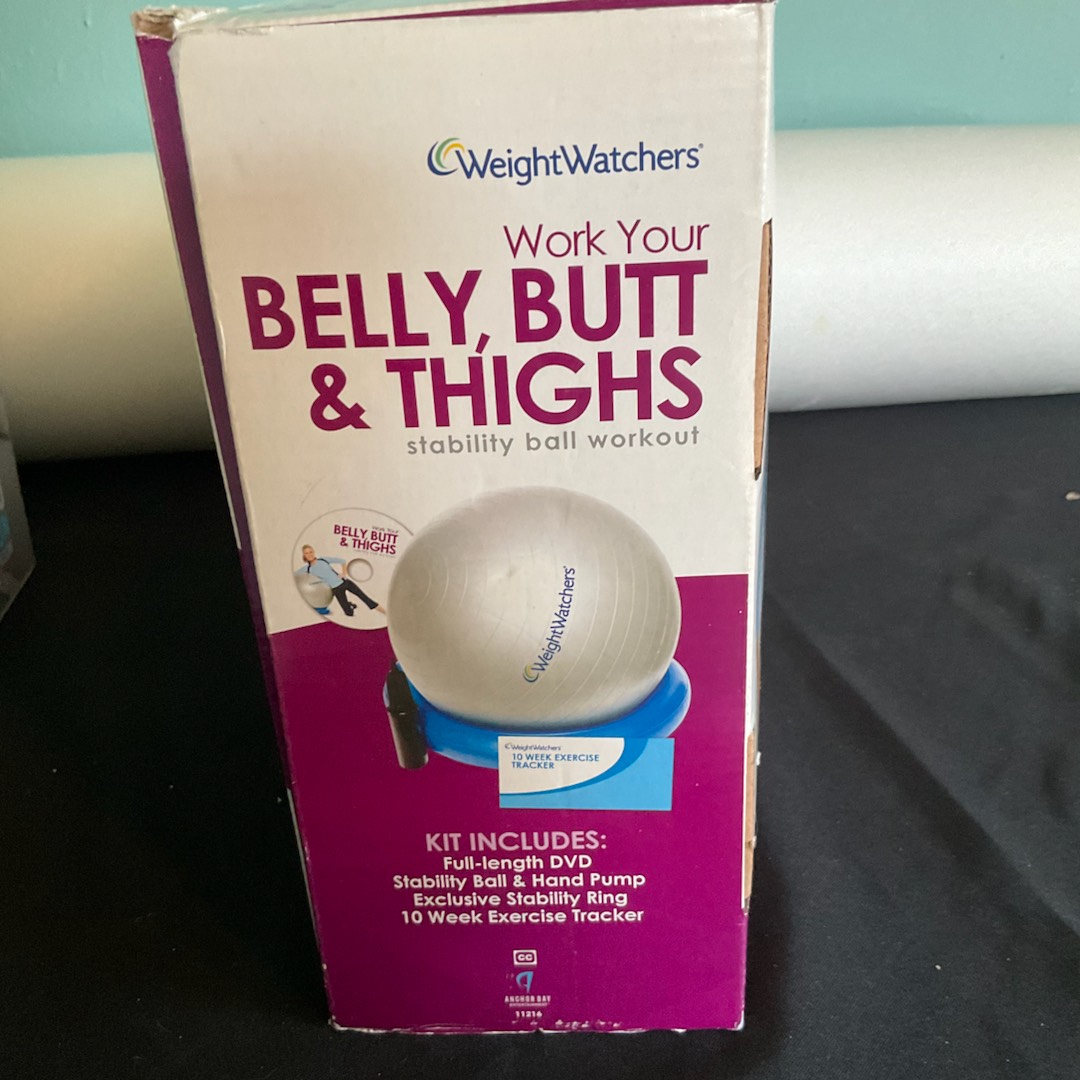 WeightWatchers®
Work Your
BELLY, BUTT
& THIGHS
stability ball workout
Work Your
BELLY BUTT
& THIGHS
WeightWatchers®
WeightWatchers
10 WEEK EXERCISE
TRACKER
KIT INCLUDES:
Full-length DVD
Stability Ball & Hand Pump
Exclusive Stability Ring
10 Week Exercise Tracker
CC
ANCHOR BAY
ENTERTAINMENT
11216